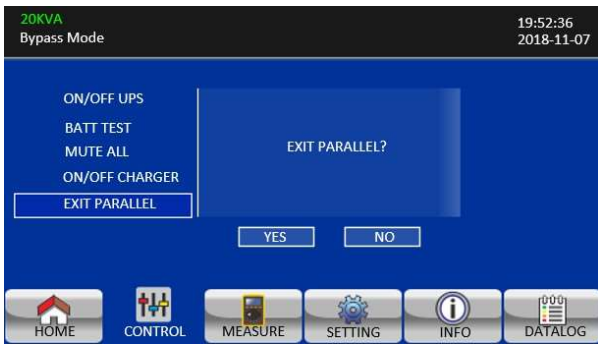 20KVA
Bypass Mode
19:52:36
2018-11-07
ON/OFF UPS
BATT TEST
MUTE ALL
ON/OFF CHARGER
EXIT PARALLEL
EXIT PARALLEL?
YES NO
HOME CONTROL MEASURE SETTING INFO DATALOG